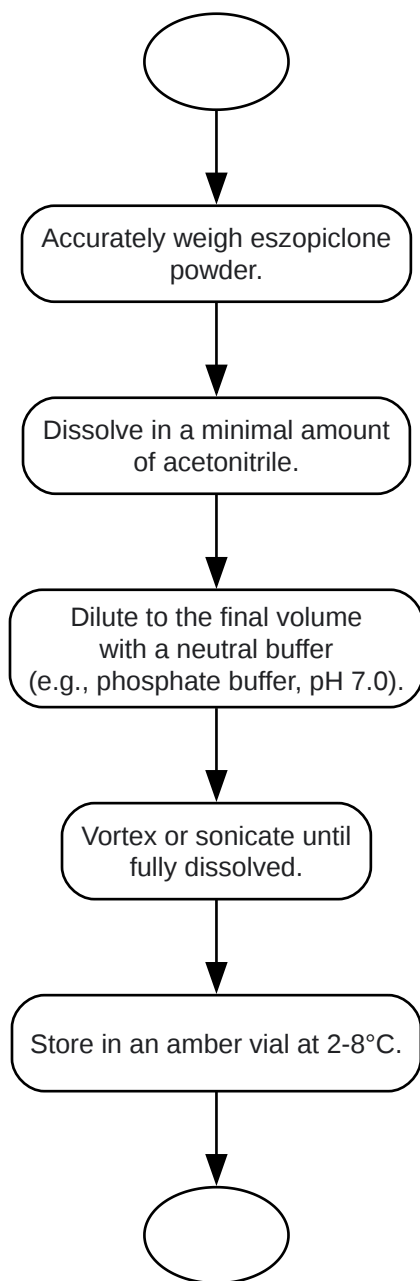 Accurately weigh eszopiclone
powder.
Dissolve in a minimal amount
of acetonitrile.
Dilute to the final volume
with a neutral buffer
(e.g., phosphate buffer, pH 7.0).
Vortex or sonicate until
fully dissolved.
Store in an amber vial at 2-8°C.